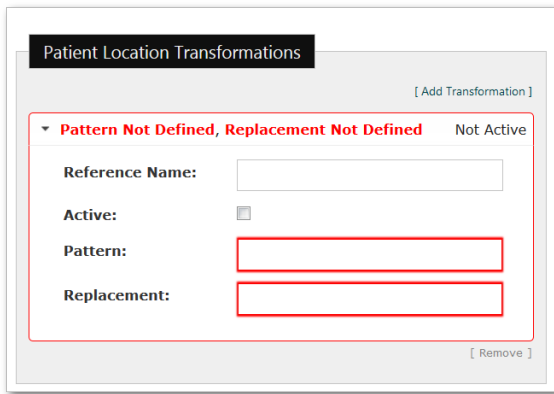 Patient Location Transformations
[ Add Transformation ]
Pattern Not Defined, Replacement Not Defined Not Active
Reference Name:
Active:
Pattern:
Replacement:
[ Remove ]